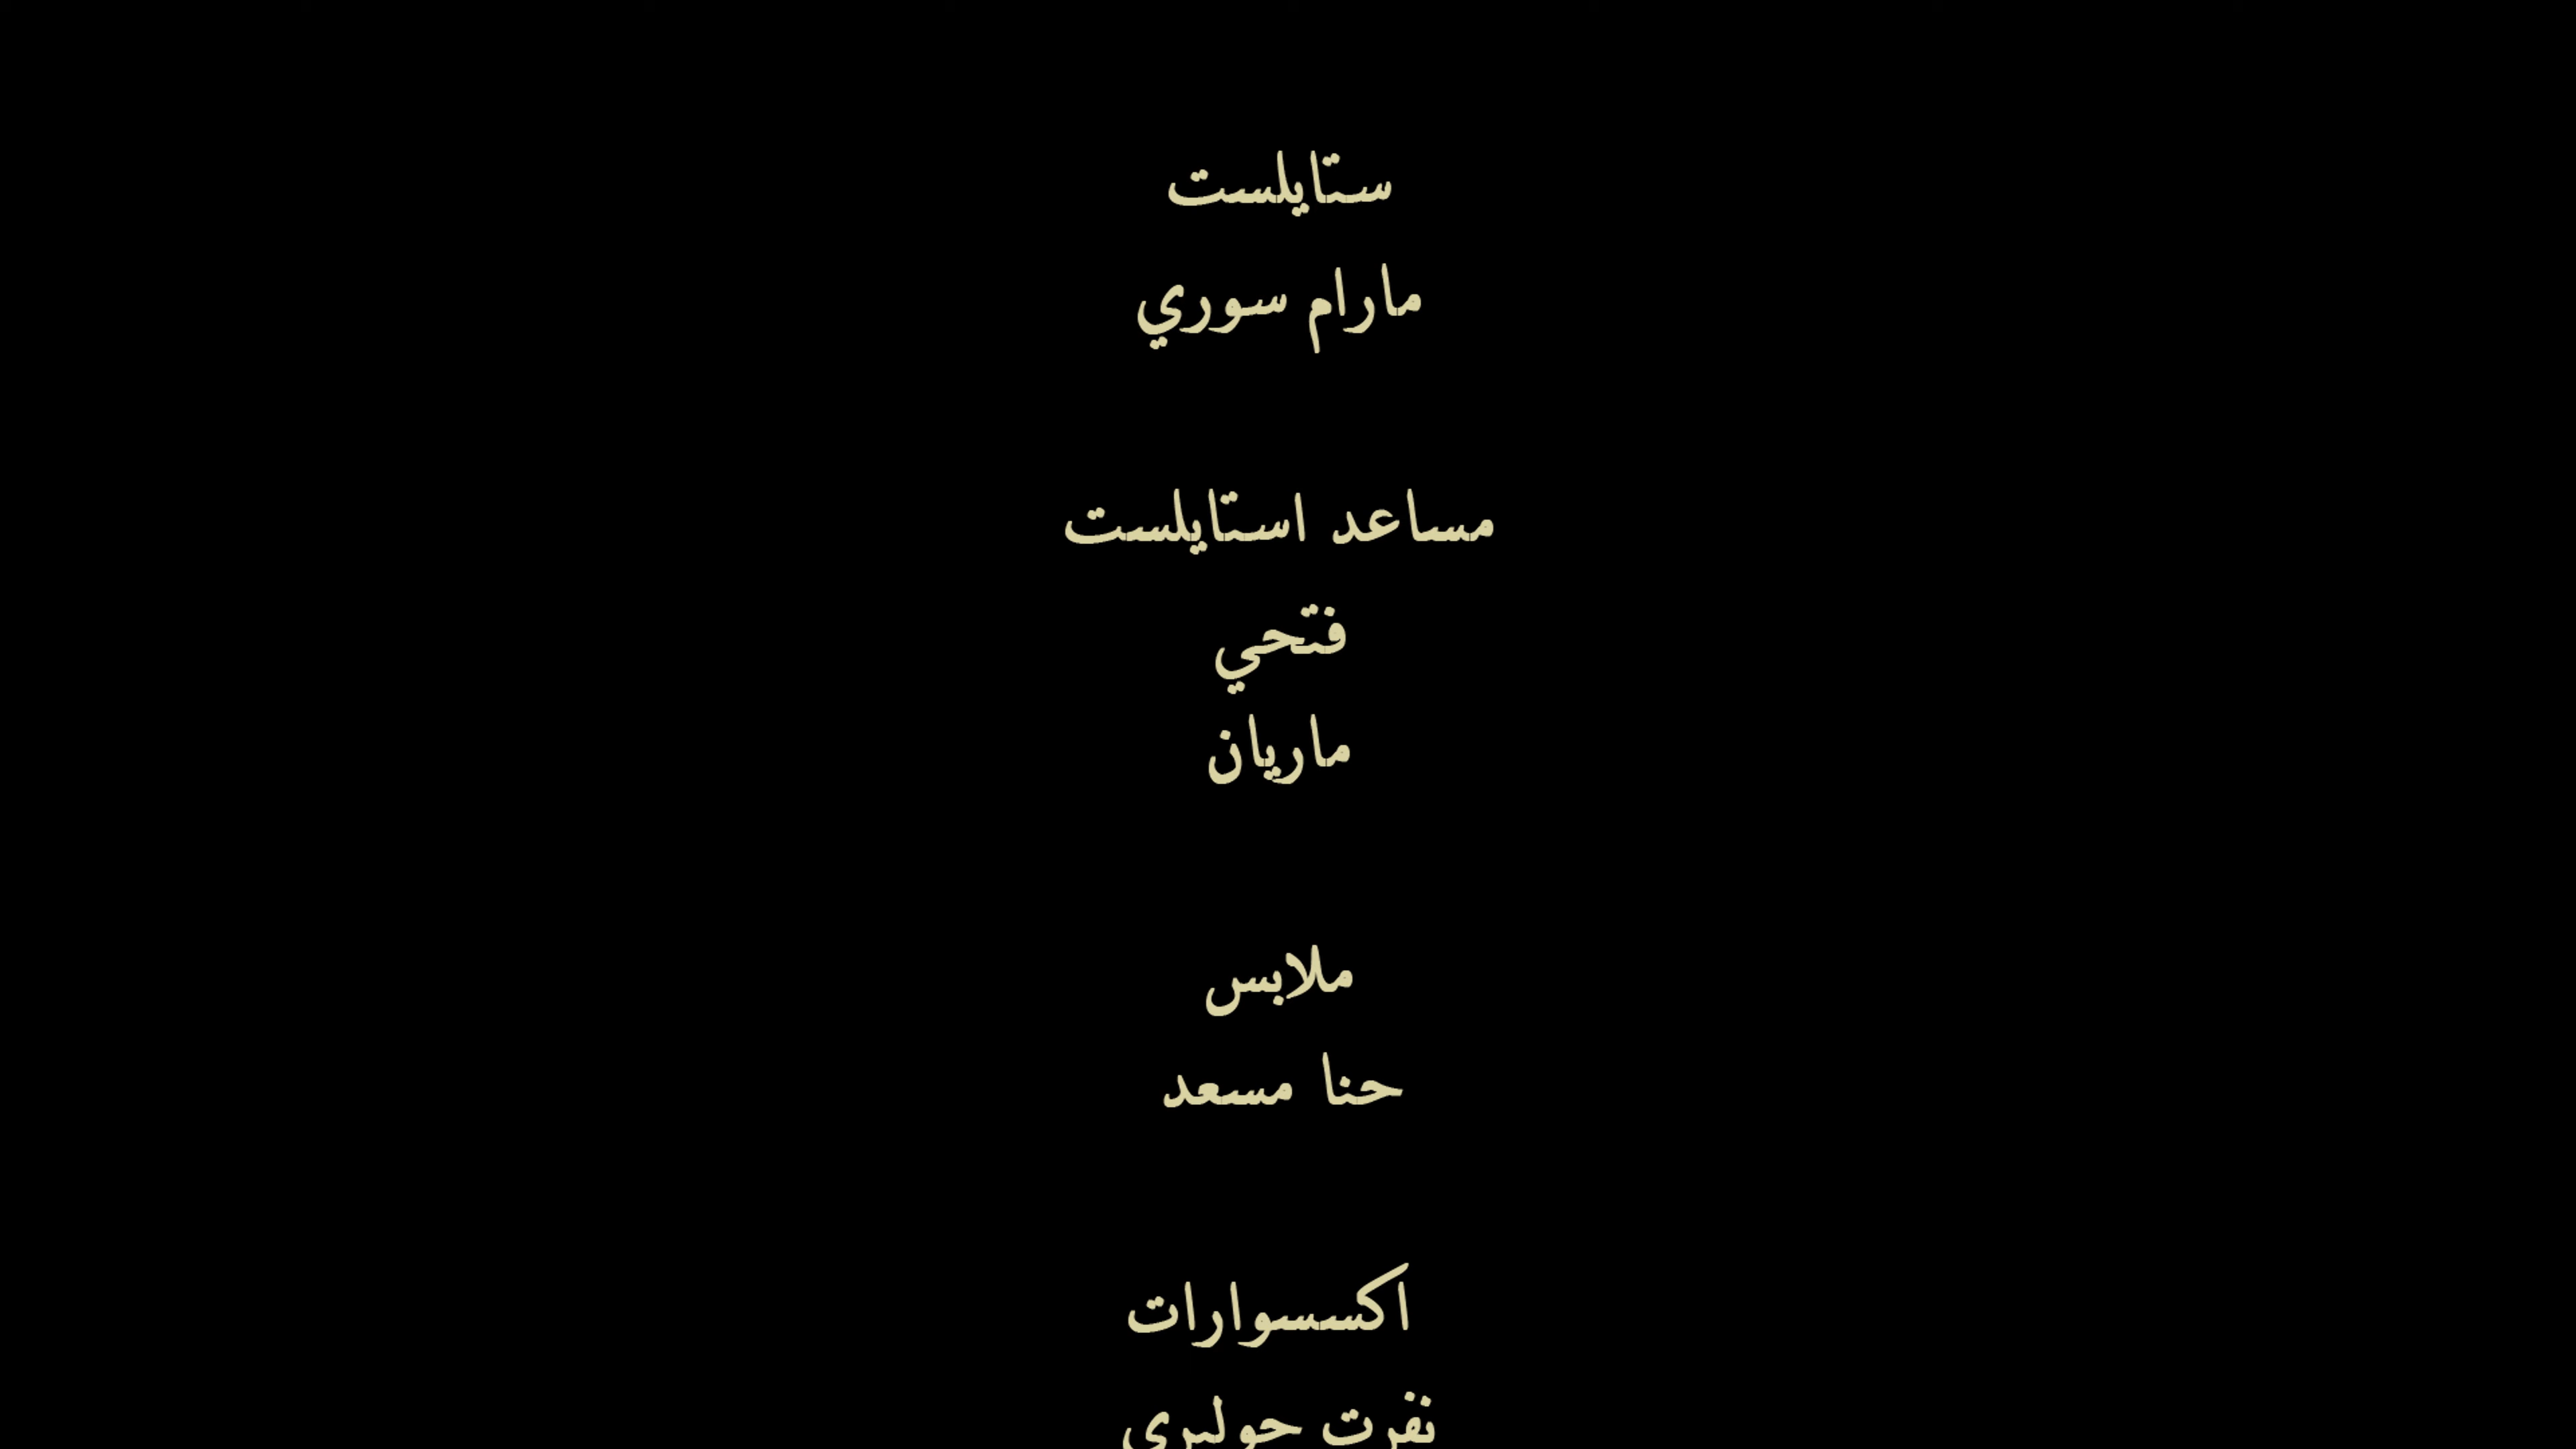 ستايلست
مارام سوري
مساعد استايلست
فتحي
ماريان
ملابس
حنا مسعد
اكسسوارات
نفرت